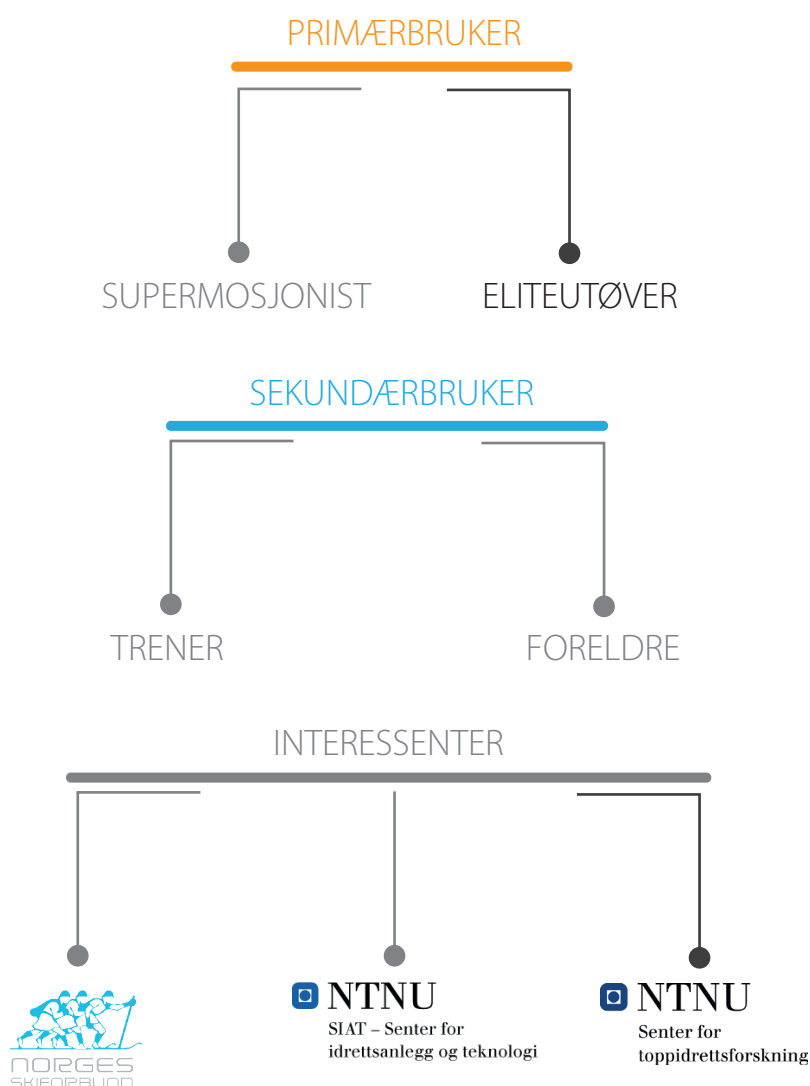 PRIMÆRBRUKER
SUPERMOSJONIST
ELITEUTØVER
SEKUNDÆRBRUKER
TRENER
FORELDRE
INTERESSENTER
NORGES
SKIFORBUND
NTNU
SIAT – Senter for
idrettsanlegg og teknologi
NTNU
Senter for
toppidrettsforskning